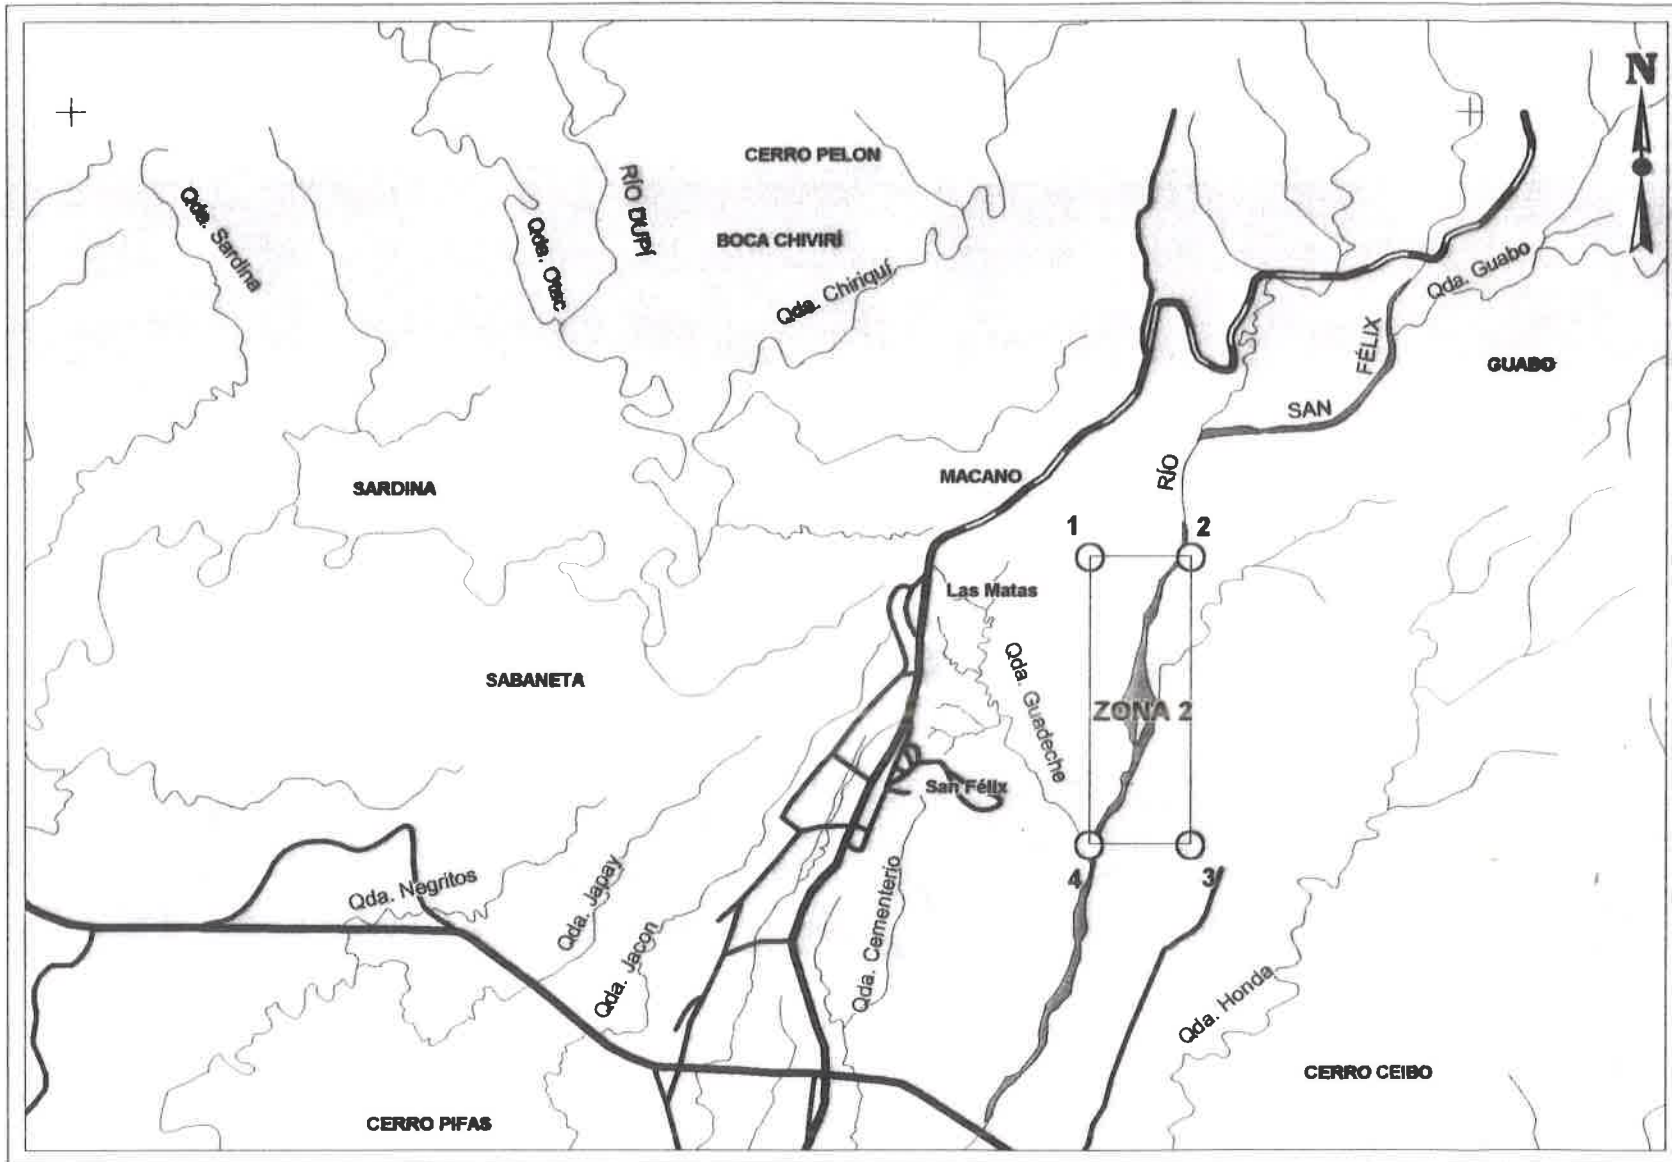 N
CERRO PELON
RÍO DUPÍ
Qda. Sardina
Qda. Otac
BOCA CHIVIRÍ
Qda. Chiriquí
Qda. Guabo
FÉLIX
GUABO
SAN
RÍO
MACANO
SARDINA
1
2
Las Matas
Qda. Guadeche
SABANETA
ZONA 2
San Félix
4
3
Qda. Negritos
Qda. Japay
Qda. Jacon
Qda. Cementerio
Qda. Honda
CERRO CEIBO
CERRO PIFAS